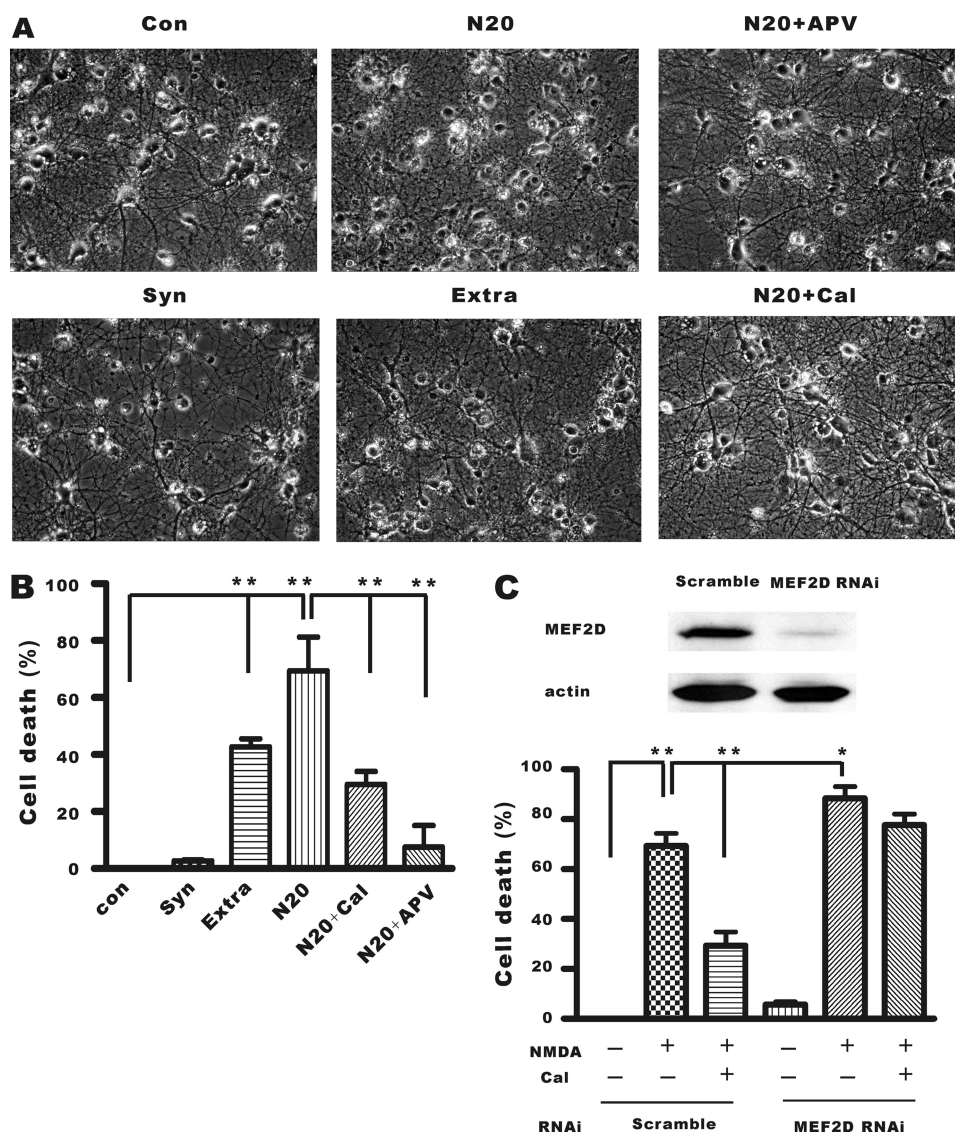 A
Con N20 N20+APV
Syn Extra N20+Cal
B
Cell death (%)
100
80
60
40
20
0
** ** ** **
con Syn Extra N20 N20+Cal N20+APV
C
Scramble MEF2D RNAi
MEF2D
actin
Cell death (%)
100
80
60
40
20
0
** ** *
NMDA − + + − + +
Cal − − + − − +
RNAi Scramble MEF2D RNAi